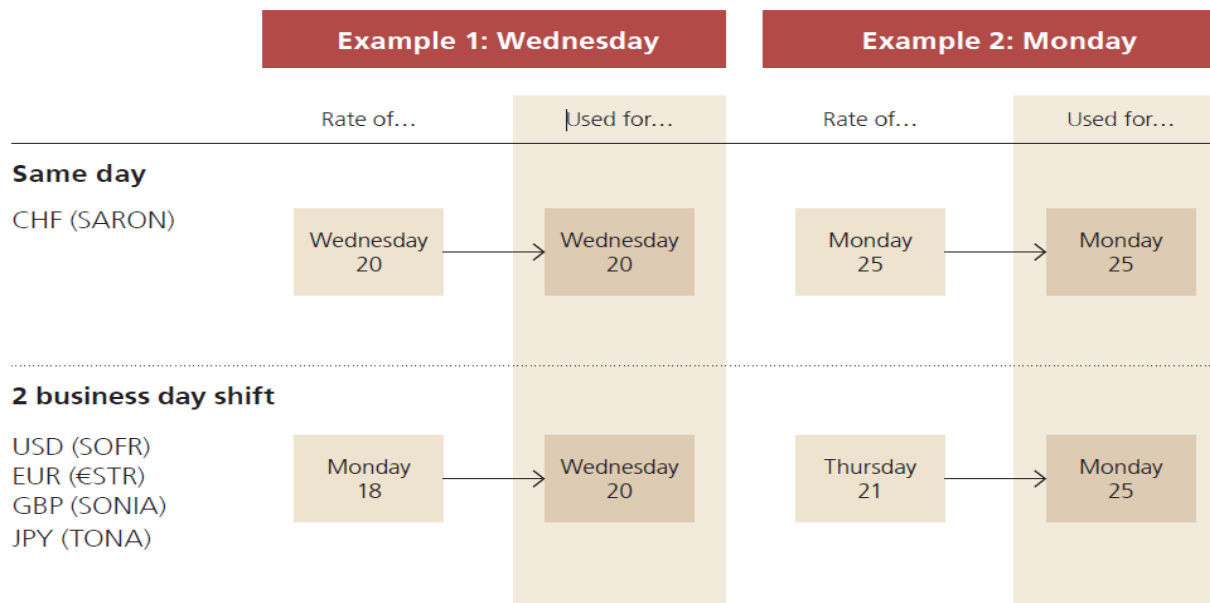 Example 1: Wednesday
Example 2: Monday
Rate of…
Used for…
Rate of…
Used for…
Same day
CHF (SARON)
Wednesday
20
Wednesday
20
Monday
25
Monday
25
2 business day shift
USD (SOFR)
EUR (€STR)
GBP (SONIA)
JPY (TONA)
Monday
18
Wednesday
20
Thursday
21
Monday
25